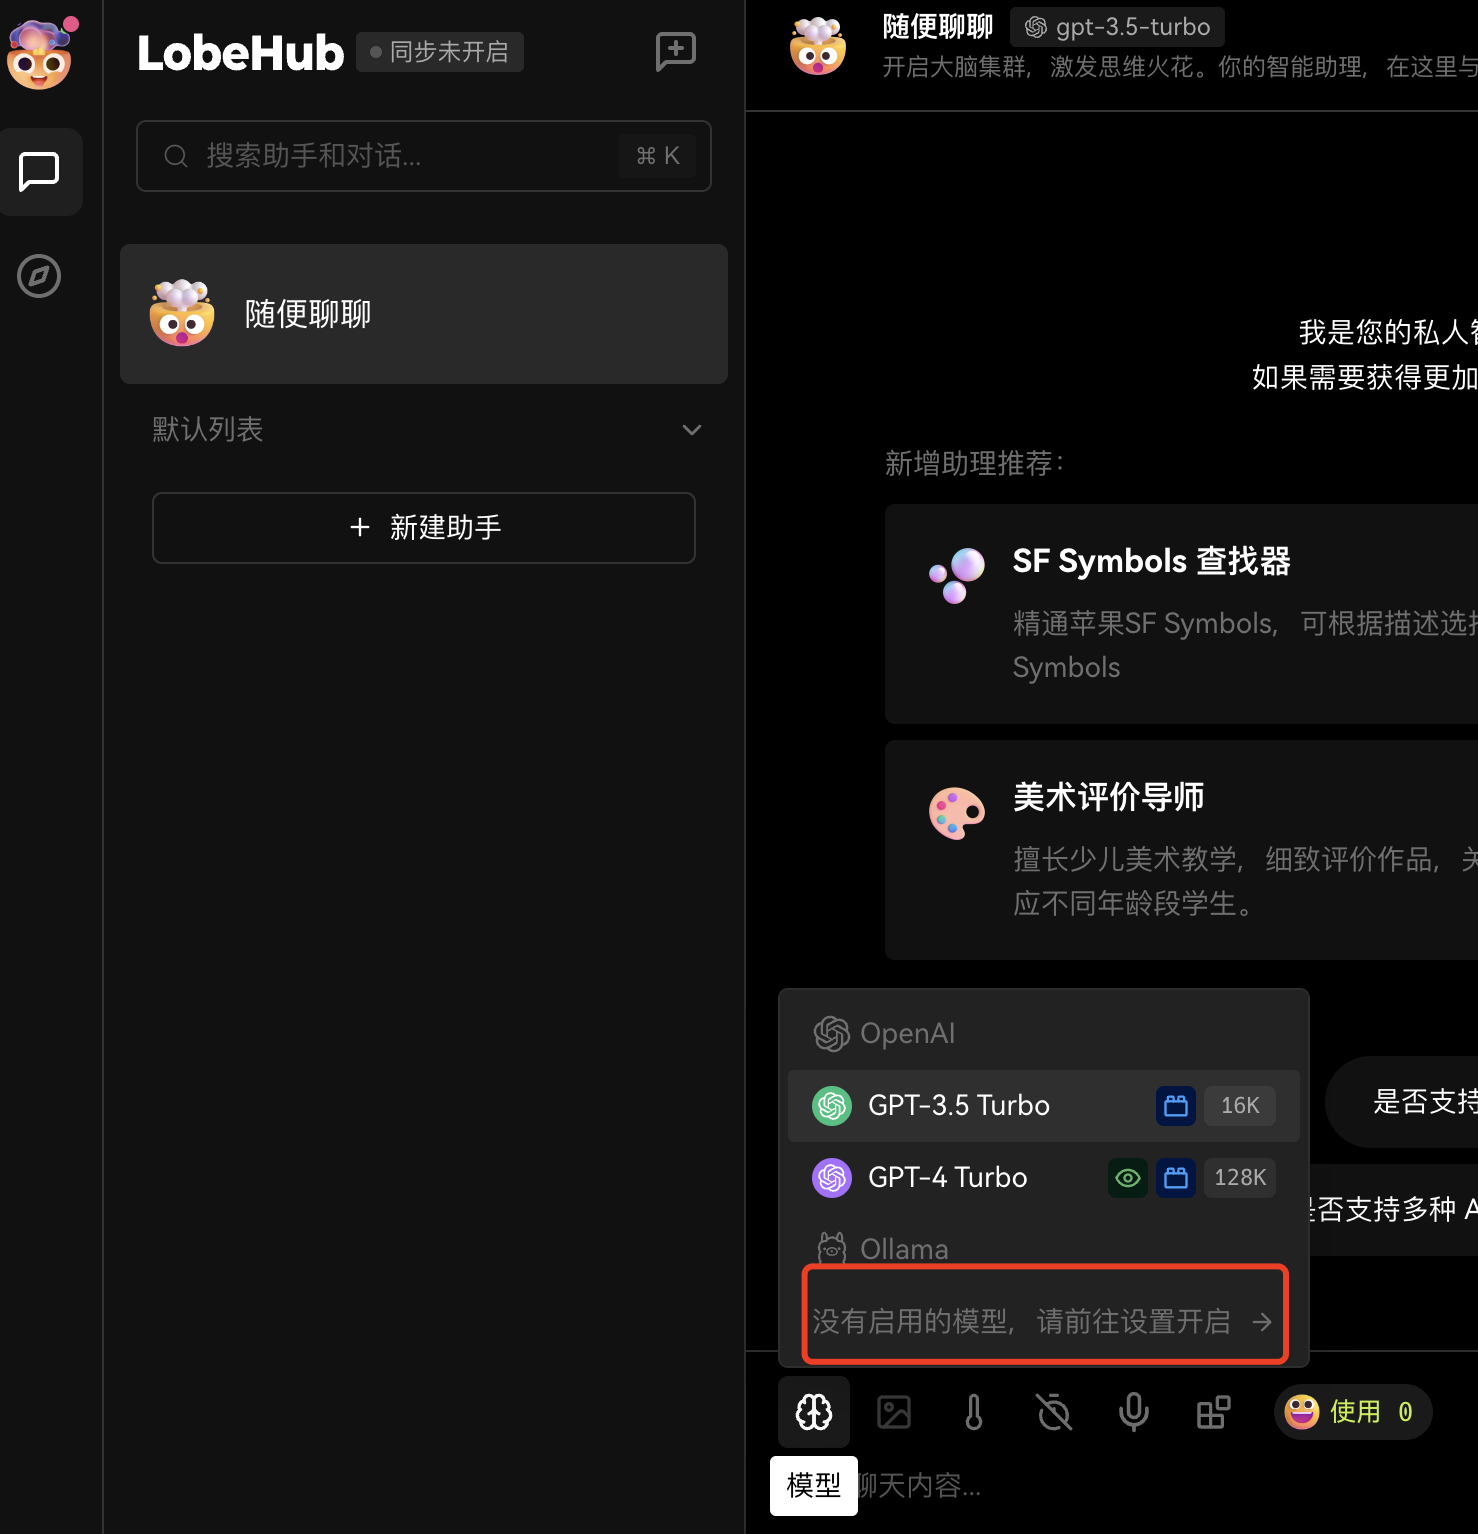 LobeHub
同步未开启
搜索助手和对话...
⌘ K
随便聊聊
默认列表
+ 新建助手
随便聊聊
gpt-3.5-turbo
开启大脑集群，激发思维火花。你的智能助理，在这里与
我是您的私人
如果需要获得更加
新增助理推荐：
SF Symbols 查找器
精通苹果SF Symbols，可根据描述选
Symbols
美术评价导师
擅长少儿美术教学，细致评价作品，
应不同年龄段学生。
OpenAI
GPT-3.5 Turbo
16K
GPT-4 Turbo
128K
Ollama
没有启用的模型，请前往设置开启 →
是否支持
否支持多种 A
使用 0
模型
聊天内容...